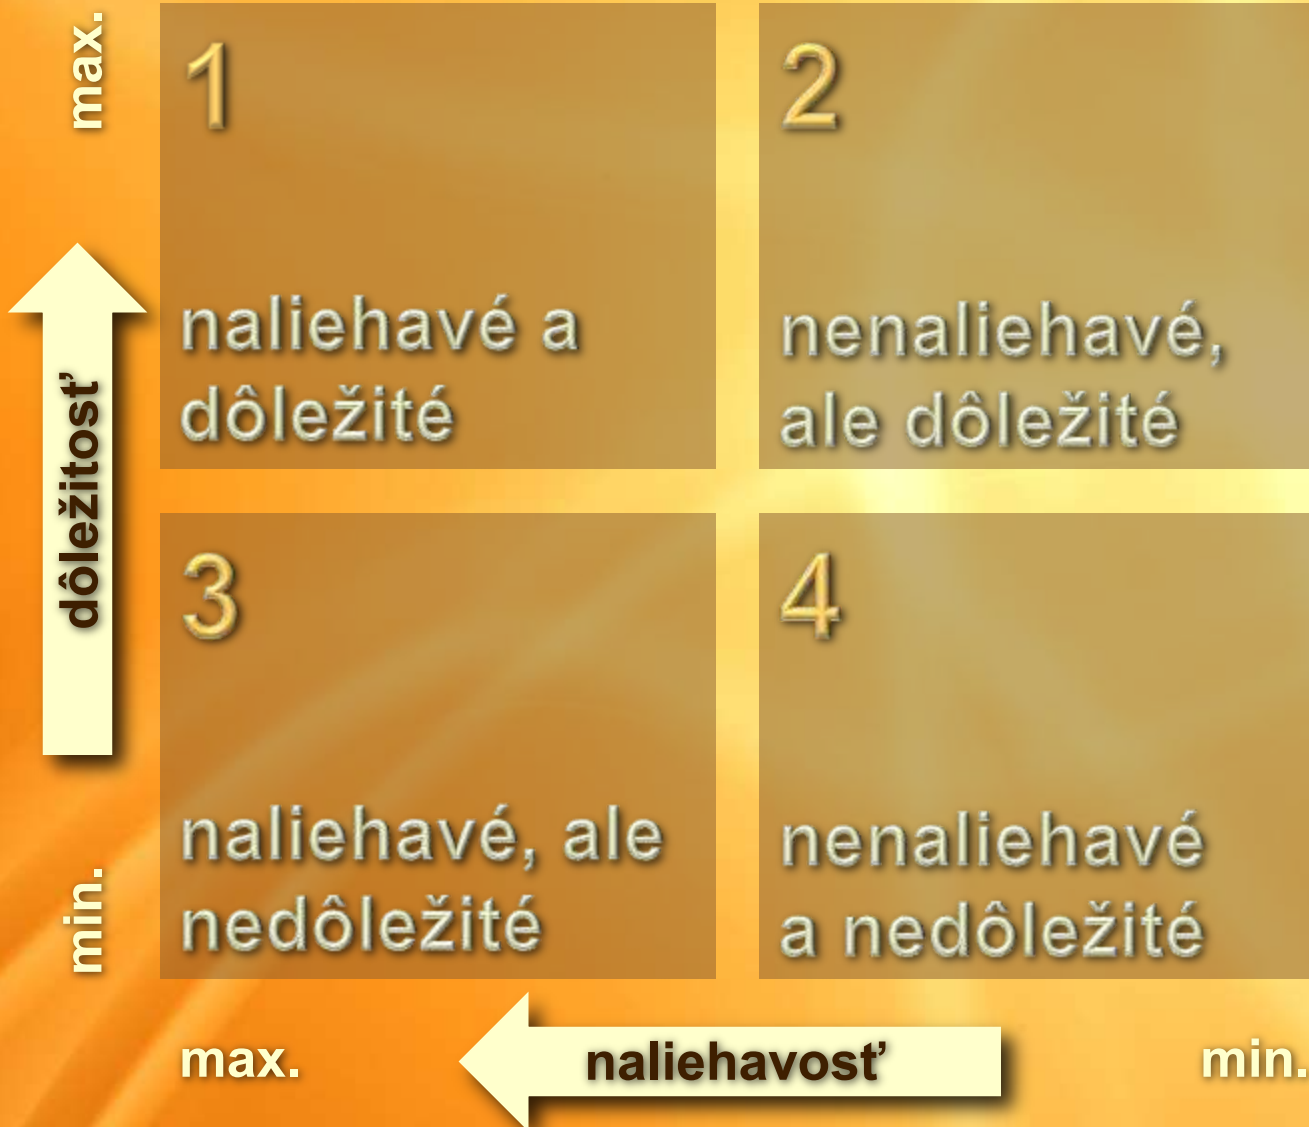 max.
1
naliehavé a
dôležité
2
nenaliehavé,
ale dôležité
dôležitosť
3
naliehavé, ale
nedôležité
4
nenaliehavé
a nedôležité
min.
max.
naliehavosť
min.